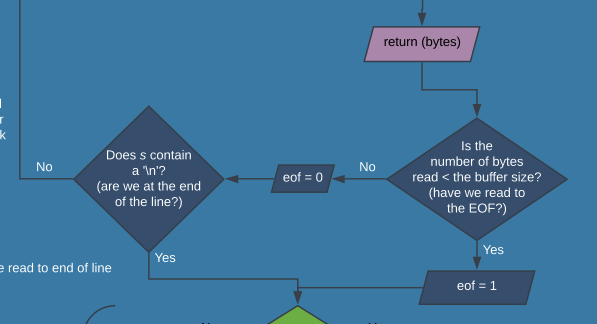 return (bytes)
Is the
number of bytes
read < the buffer size?
(have we read to
the EOF?)
No
Yes
eof = 0
eof = 1
Does s contain
a '\n'?
(are we at the end
of the line?)
No
Yes
e read to end of line